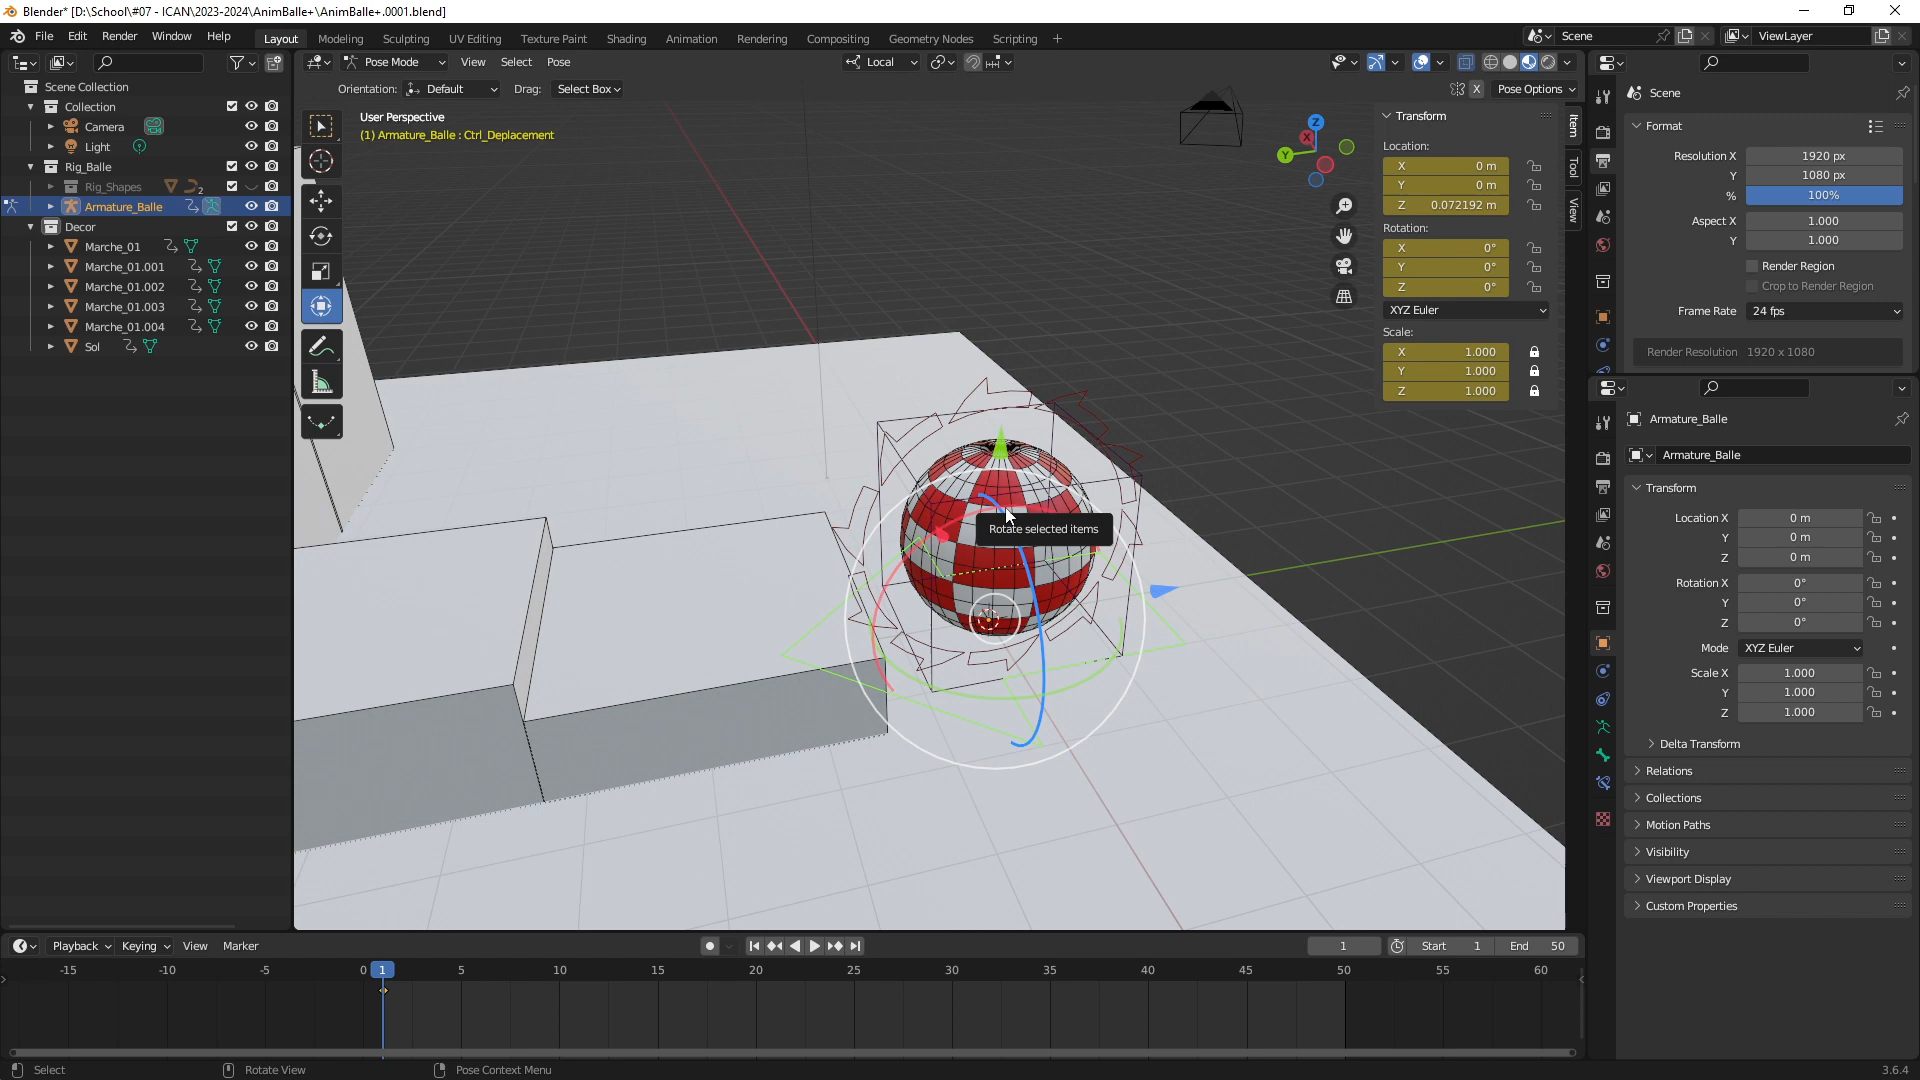 Blender* [D:\School\#07 - ICAN\2023-2024\AnimBalle+\AnimBalle+.0001.blend]
File Edit Render Window Help Layout Modeling Sculpting UV Editing Texture Paint Shading Animation Rendering Compositing Geometry Nodes Scripting + Scene ViewLayer
Pose Mode View Select Pose Local
Orientation: Default Drag: Select Box X Pose Options
Scene Collection
Collection
Camera
Light
Rig_Balle
Rig_Shapes 2
Armature_Balle
Decor
Marche_01
Marche_01.001
Marche_01.002
Marche_01.003
Marche_01.004
Sol
User Perspective
(1) Armature_Balle : Ctrl_Deplacement
Z
X
Y
Rotate selected items
Transform
Location:
X 0 m
Y 0 m
Z 0.072192 m
Rotation:
X 0°
Y 0°
Z 0°
XYZ Euler
Scale:
X 1.000
Y 1.000
Z 1.000
Item
Tool
View
Scene
Format
Resolution X 1920 px
Y 1080 px
% 100%
Aspect X 1.000
Y 1.000
Render Region
Crop to Render Region
Frame Rate 24 fps
Render Resolution 1920 x 1080
Armature_Balle
Armature_Balle
Transform
Location X 0 m
Y 0 m
Z 0 m
Rotation X 0°
Y 0°
Z 0°
Mode XYZ Euler
Scale X 1.000
Y 1.000
Z 1.000
Delta Transform
Relations
Collections
Motion Paths
Visibility
Viewport Display
Custom Properties
Playback Keying View Marker 1 Start 1 End 50
-15 -10 -5 0 1 5 10 15 20 25 30 35 40 45 50 55 60
Select Rotate View Pose Context Menu 3.6.4